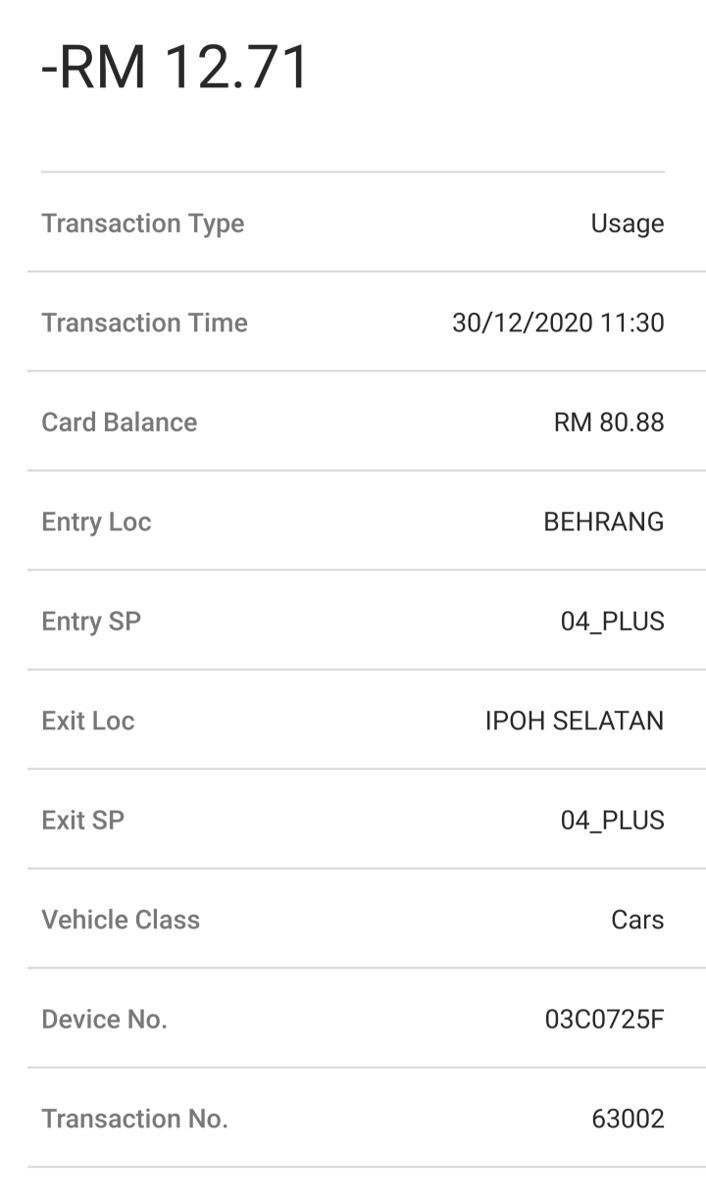 -RM 12.71
Transaction Type Usage
Transaction Time 30/12/2020 11:30
Card Balance RM 80.88
Entry Loc BEHRANG
Entry SP 04_PLUS
Exit Loc IPOH SELATAN
Exit SP 04_PLUS
Vehicle Class Cars
Device No. 03C0725F
Transaction No. 63002